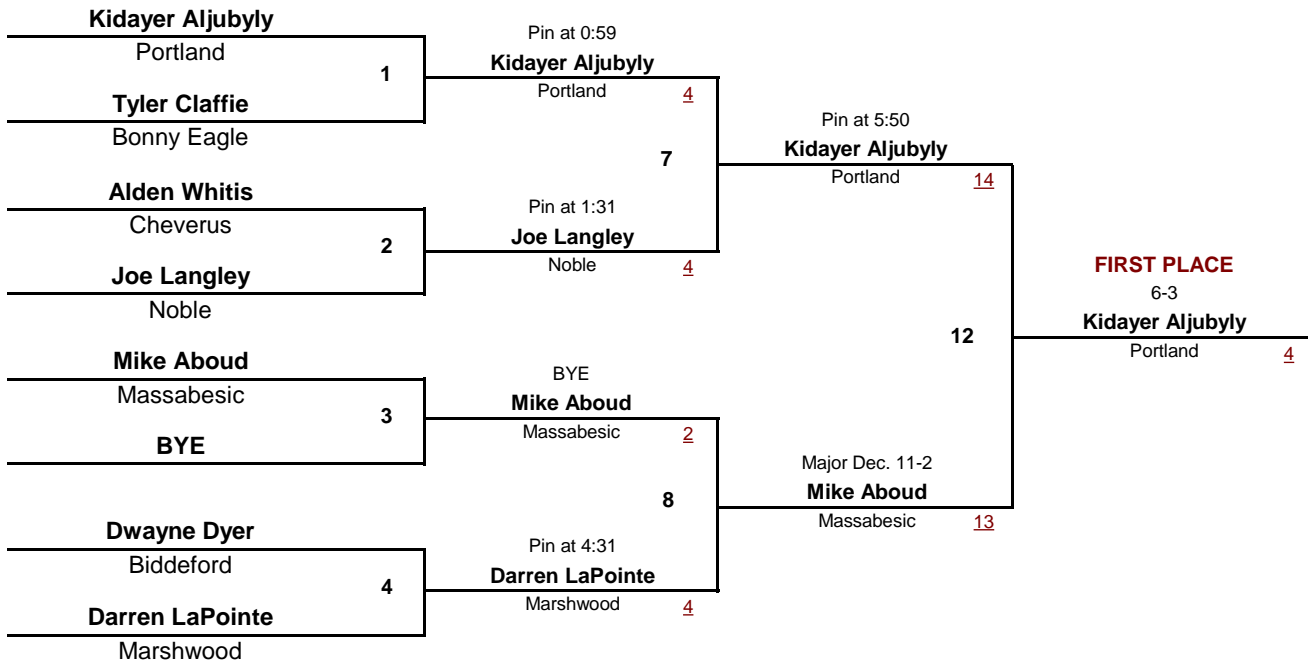 Kidayer Aljubyly
Portland
1
Tyler Claffie
Bonny Eagle
Alden Whitis
Cheverus
2
Joe Langley
Noble
Mike Aboud
Massabesic
3
BYE
Dwayne Dyer
Biddeford
4
Darren LaPointe
Marshwood
Pin at 0:59
Kidayer Aljubyly
Portland 4
7
Pin at 1:31
Joe Langley
Noble 4
BYE
Mike Aboud
Massabesic 2
8
Pin at 4:31
Darren LaPointe
Marshwood 4
Pin at 5:50
Kidayer Aljubyly
Portland 14
12
Major Dec. 11-2
Mike Aboud
Massabesic 13
FIRST PLACE
6-3
Kidayer Aljubyly
Portland 4